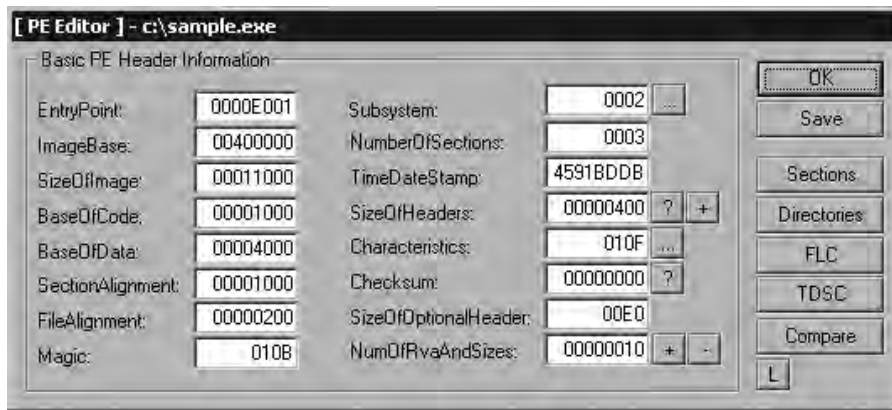 [ PE Editor ] - c:\sample.exe
Basic PE Header Information
EntryPoint: 0000E001
ImageBase: 00400000
SizeOfImage: 00011000
BaseOfCode: 00001000
BaseOfData: 00004000
SectionAlignment: 00001000
FileAlignment: 00000200
Magic: 010B
Subsystem: 0002 ...
NumberOfSections: 0003
TimeDateStamp: 4591BDDB
SizeOfHeaders: 00000400 ? +
Characteristics: 010F ...
Checksum: 00000000 ?
SizeOfOptionalHeader: 00E0
NumOfRvaAndSizes: 00000010 + -
OK
Save
Sections
Directories
FLC
TDSC
Compare
L